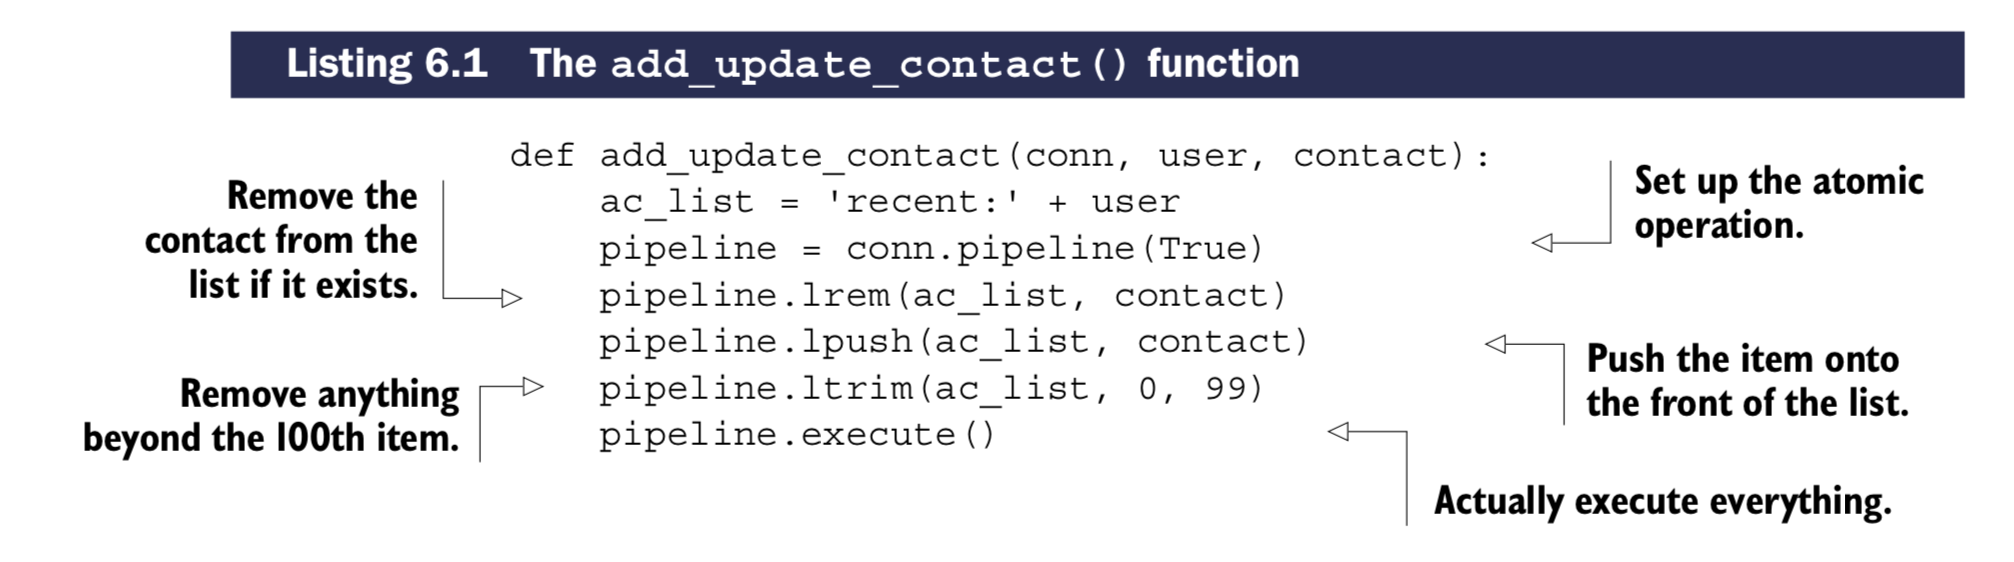 Listing 6.1 The add_update_contact() function
def add_update_contact(conn, user, contact):
    ac_list = 'recent:' + user
    pipeline = conn.pipeline(True)
    pipeline.lrem(ac_list, contact)
    pipeline.lpush(ac_list, contact)
    pipeline.ltrim(ac_list, 0, 99)
    pipeline.execute()
Remove the
contact from the
list if it exists.
Remove anything
beyond the 100th item.
Set up the atomic
operation.
Push the item onto
the front of the list.
Actually execute everything.